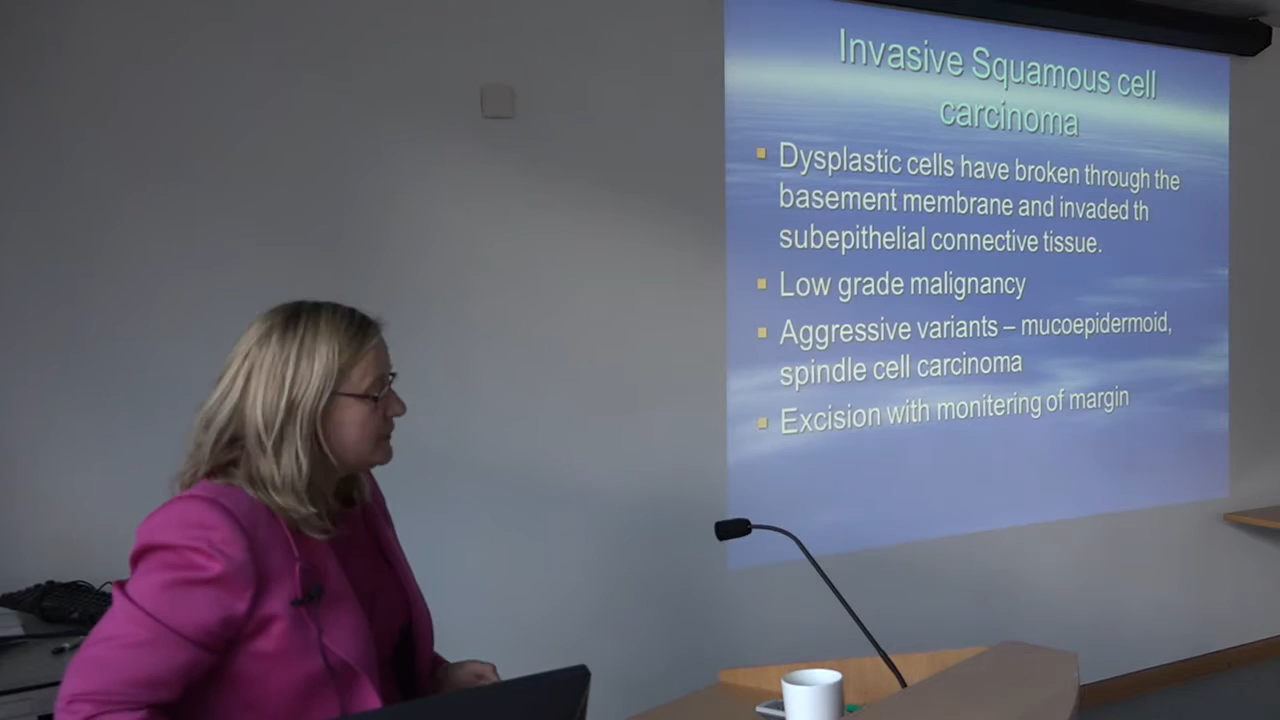 Invasive Squamous cell
carcinoma
Dysplastic cells have broken through the
basement membrane and invaded th
subepithelial connective tissue.
Low grade malignancy
Aggressive variants – mucoepidermoid,
spindle cell carcinoma
Excision with monitering of margin